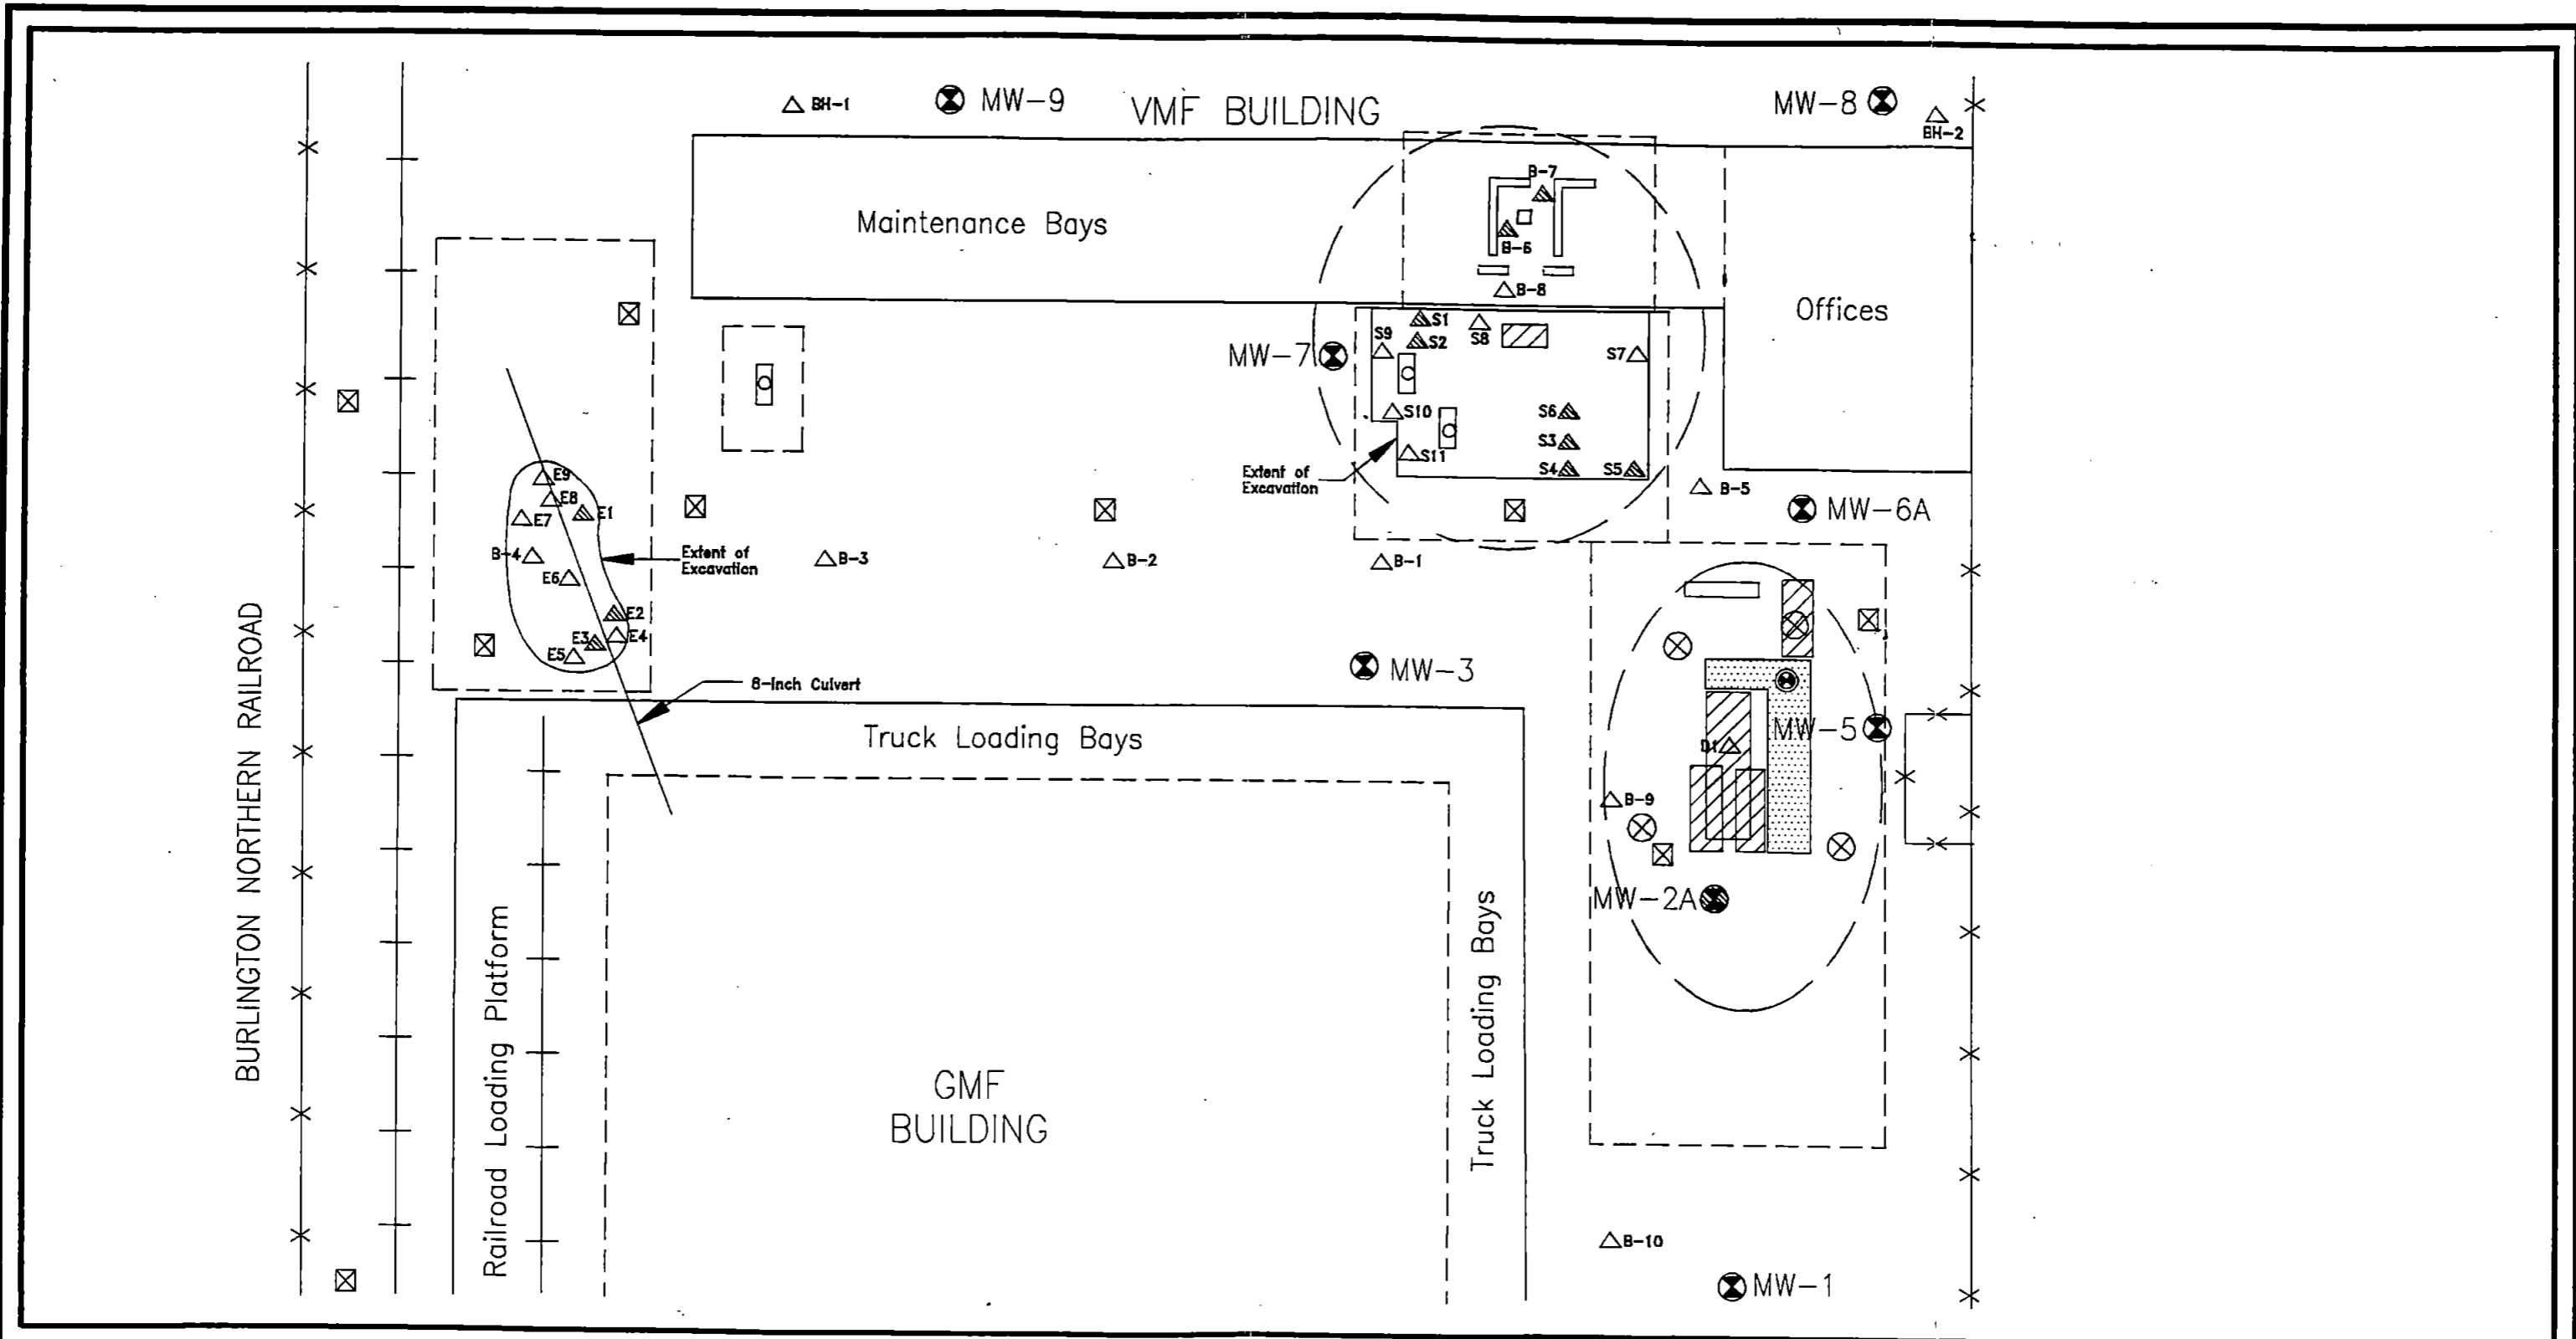 BH-1
MW-9
VMF BUILDING
MW-8
BH-2
Maintenance Bays
B-7
B-6
B-8
Offices
S1
S2
S9
S8
S7
MW-7
S10
S6
S3
S11
S4
S5
Extent of
Excavation
B-5
MW-6A
E9
E8
E7
E1
B-4
E6
Extent of
Excavation
B-3
B-2
B-1
E2
E3
E4
E5
MW-3
8-Inch Culvert
BURLINGTON NORTHERN RAILROAD
Truck Loading Bays
MW-5
D1
B-9
MW-2A
Railroad Loading Platform
Truck Loading Bays
GMF
BUILDING
B-10
MW-1